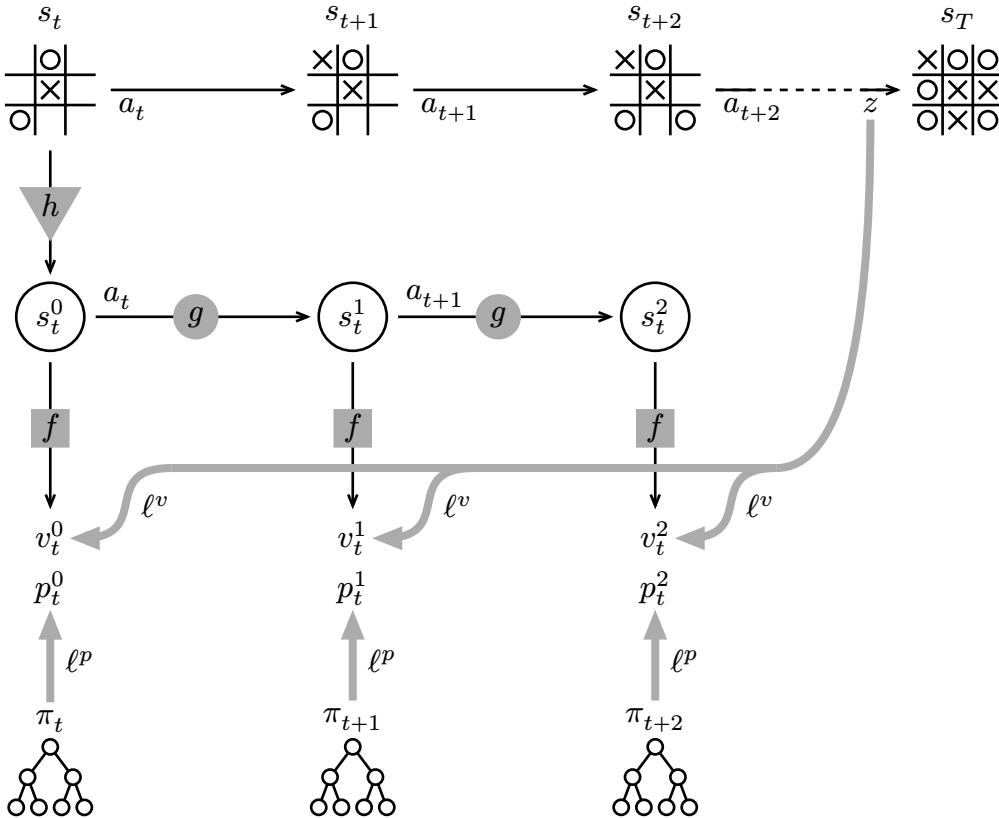 s_t s_{t+1} s_{t+2} s_T
a_t a_{t+1} a_{t+2} z
h
s_t^0 a_t g s_t^1 a_{t+1} g s_t^2
f f f
ℓ^v ℓ^v ℓ^v
v_t^0 v_t^1 v_t^2
p_t^0 p_t^1 p_t^2
ℓ^p ℓ^p ℓ^p
π_t π_{t+1} π_{t+2}